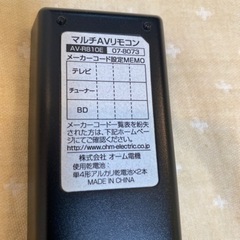 マルチAVリモコン
AV-R810E 07-8073
メーカーコード設定MEMO
テレビ
チューナー
BD
メーカーコード一覧表を紛失
された方は、下記ホームペー
ジにてご確認ください。
http://www.ohm-electric.co.jp
株式会社 オーム電機
使用乾電池：
単4形アルカリ乾電池×2本
MADE IN CHINA